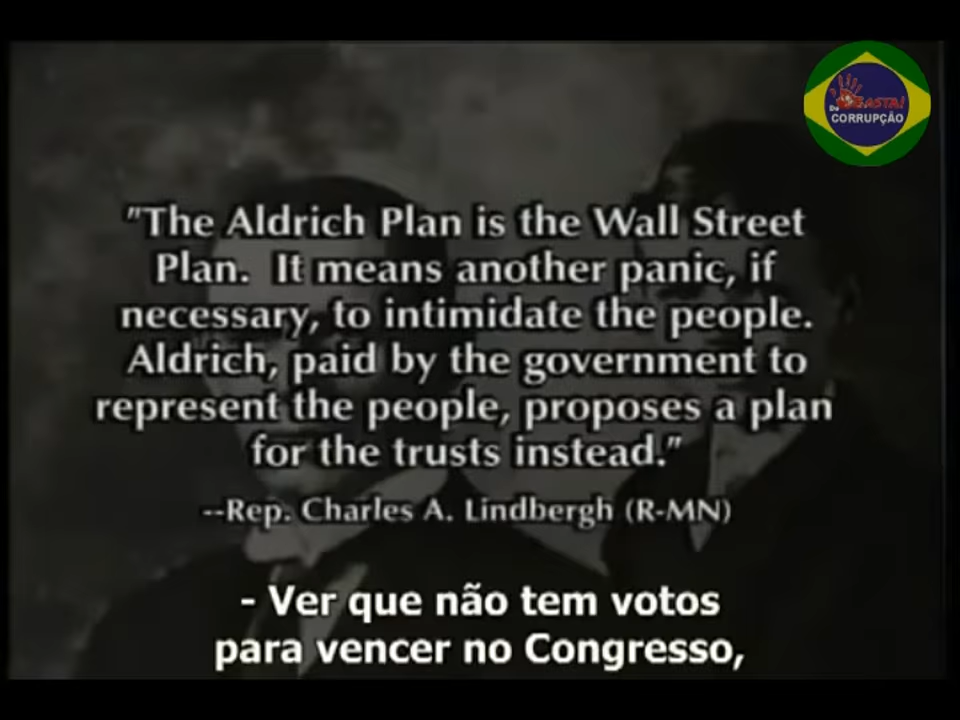 De BASTA!
CORRUPÇÃO
"The Aldrich Plan is the Wall Street
Plan. It means another panic, if
necessary, to intimidate the people.
Aldrich, paid by the government to
represent the people, proposes a plan
for the trusts instead."
--Rep. Charles A. Lindbergh (R-MN)
- Ver que não tem votos
para vencer no Congresso,